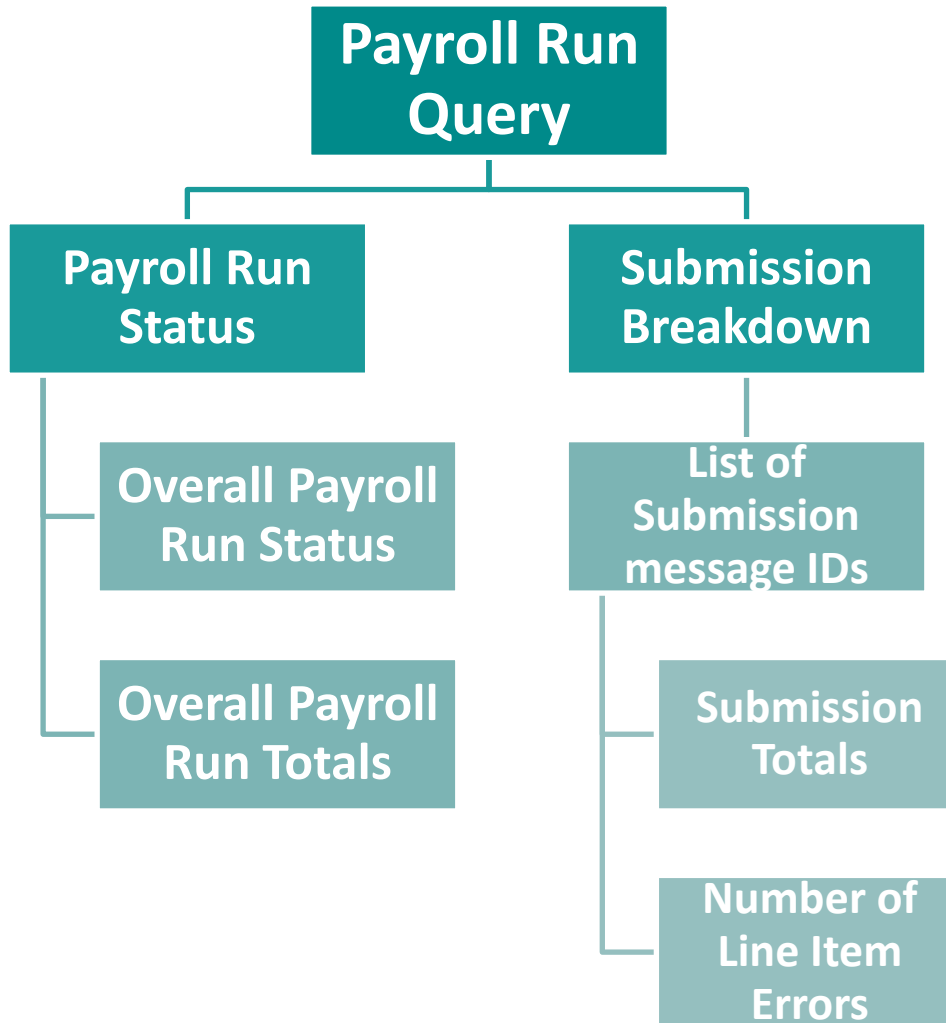 Payroll Run
Query
Payroll Run
Status
Submission
Breakdown
Overall Payroll
Run Status
List of
Submission
message IDs
Overall Payroll
Run Totals
Submission
Totals
Number of
Line Item
Errors